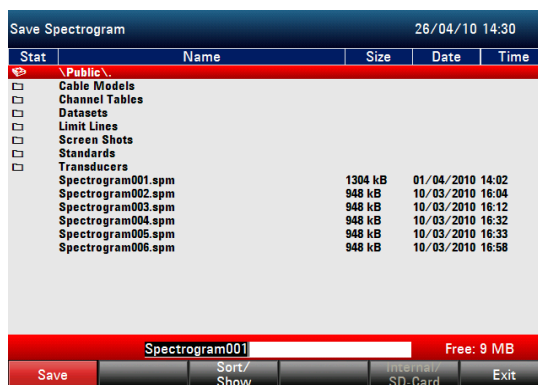 Save Spectrogram 26/04/10 14:30
Stat Name Size Date Time
\Public\.
Cable Models
Channel Tables
Datasets
Limit Lines
Screen Shots
Standards
Transducers
Spectrogram001.spm 1304 kB 01/04/2010 14:02
Spectrogram002.spm 948 kB 10/03/2010 16:04
Spectrogram003.spm 948 kB 10/03/2010 16:12
Spectrogram004.spm 948 kB 10/03/2010 16:32
Spectrogram005.spm 948 kB 10/03/2010 16:33
Spectrogram006.spm 948 kB 10/03/2010 16:58
Spectrogram001 Free: 9 MB
Save Sort/ Show Internal/ SD-Card Exit